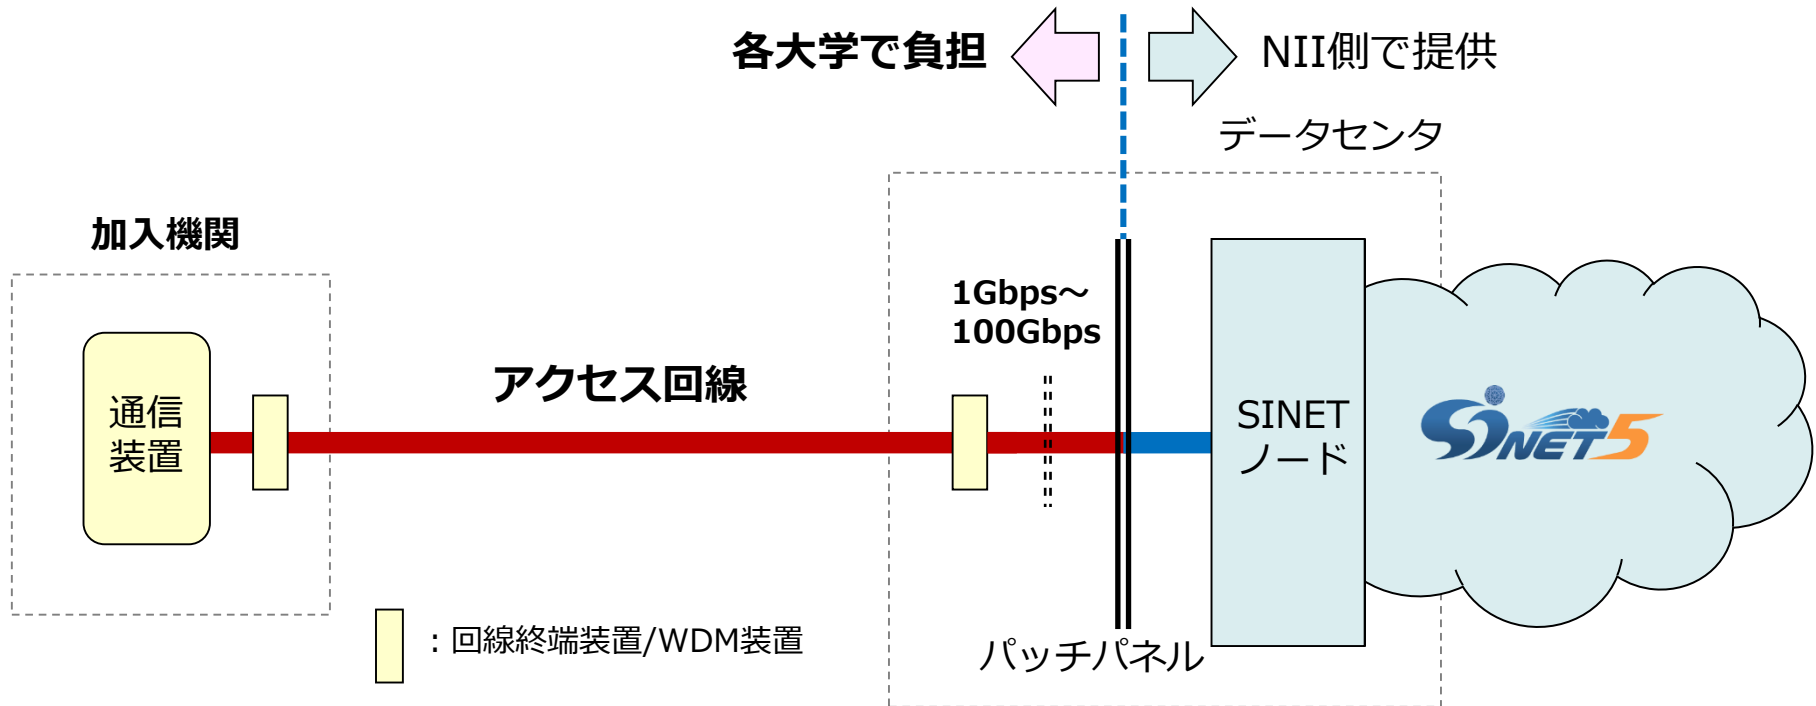 各大学で負担
NII側で提供
データセンタ
加入機関
1Gbps～
100Gbps
アクセス回線
通信
装置
SINET
ノード
SINET5
パッチパネル
：回線終端装置/WDM装置